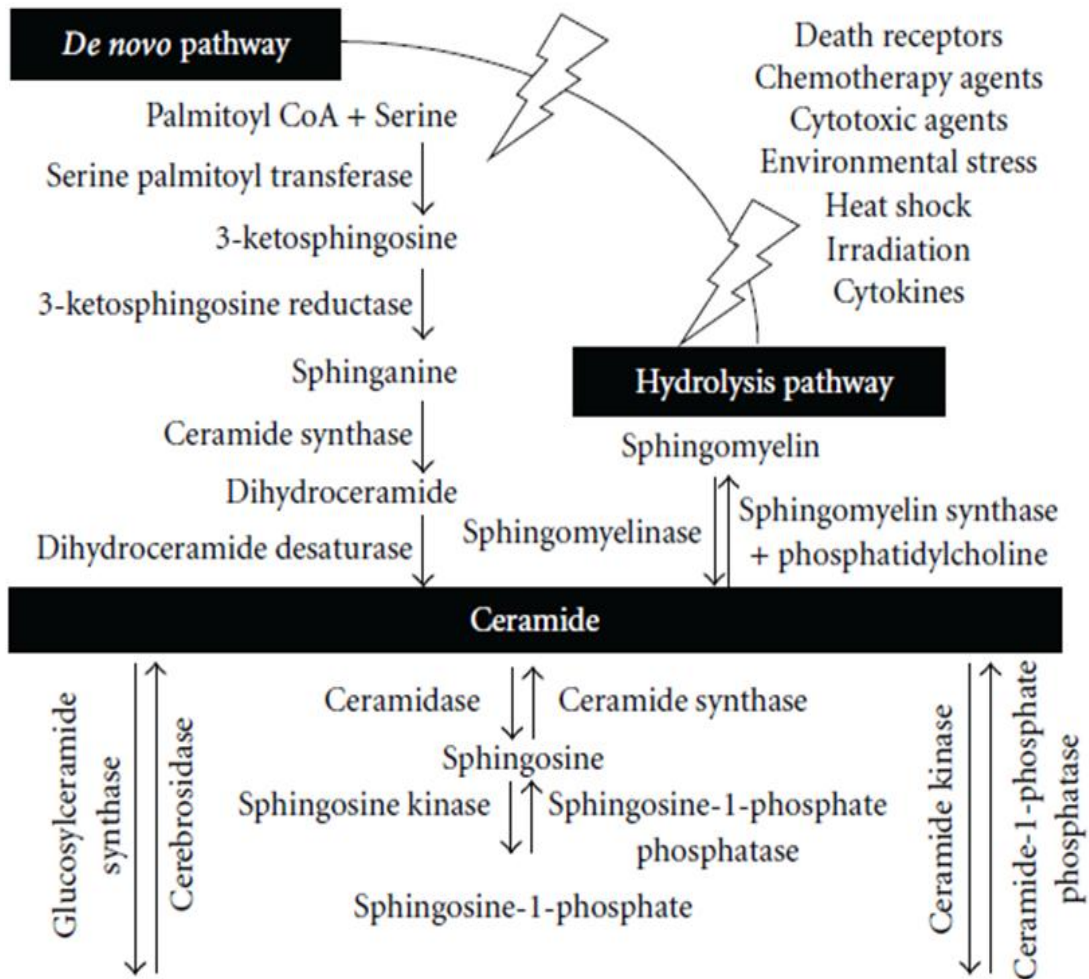 De novo pathway
Palmitoyl CoA + Serine
Serine palmitoyl transferase
3-ketosphingosine
3-ketosphingosine reductase
Sphinganine
Ceramide synthase
Dihydroceramide
Dihydroceramide desaturase
Death receptors
Chemotherapy agents
Cytotoxic agents
Environmental stress
Heat shock
Irradiation
Cytokines
Hydrolysis pathway
Sphingomyelin
Sphingomyelinase
Sphingomyelin synthase
+ phosphatidylcholine
Ceramide
Glucosylceramide
synthase
Cerebrosidase
Ceramidase
Ceramide synthase
Sphingosine
Sphingosine kinase
Sphingosine-1-phosphate
phosphatase
Sphingosine-1-phosphate
Ceramide kinase
Ceramide-1-phosphate
phosphatase